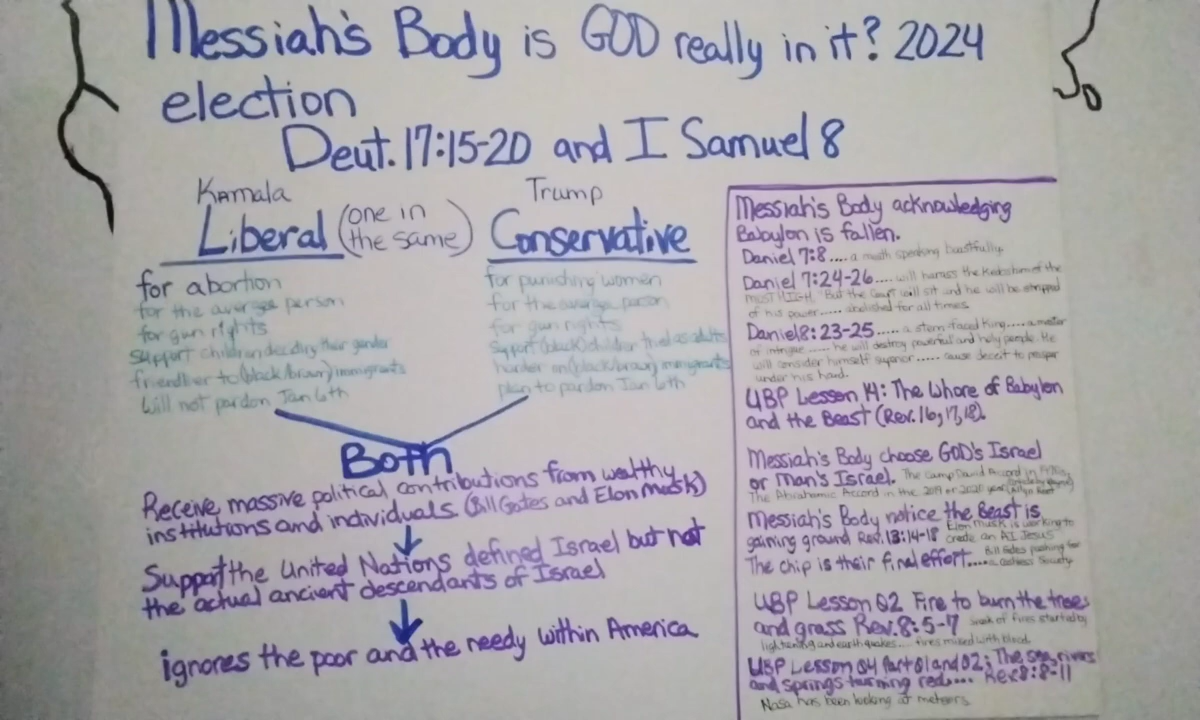 Messiah's Body is GOD really in it? 2024
election
Deut. 17:15-20 and I Samuel 8
Kamala
Liberal
(one in
the same)
Trump
Conservative
for abortion
for the average person
for gun rights
Support children deciding their gender
friendlier to (black/brown) immigrants
Will not pardon Jan 6th
for punishing women
for the average person
for gun rights
Support (black) children tried as adults
harder on (black/brown) immigrants
plan to pardon Jan 6th
Both
Receive massive political contributions from wealthy
institutions and individuals (Bill Gates and Elon Musk)
Support the United Nations defined Israel but not
the actual ancient descendants of Israel
ignores the poor and the needy within America
Messiah's Body acknowledging
Babylon is fallen.
Daniel 7:8.... a mouth speaking boastfully
Daniel 7:24-26.... will harass the Kedoshim of the
MOST HIGH. "But the Court will sit and he will be stripped
of his power..... abolished for all times.
Daniel 8:23-25..... a stern faced King.... a master
of intrigue ..... he will destroy powerful and holy people. He
will consider himself superior ..... cause deceit to prosper
under his hand.
UBP Lesson 14: The Whore of Babylon
and the Beast (Rev. 16, 17, 18).
Messiah's Body choose GOD's Israel
or Man's Israel. The Camp David Accord in
The Abrahamic Accord in the 2019 or 2020 year
Messiah's Body notice the Beast is
gaining ground Rev. 13:14-18 Elon Musk is working to
create an AI Jesus
The chip is their final effort..... Bill Gates pushing for
a cashless Society
UBP Lesson 02 Fire to burn the trees
and grass Rev. 8:5-7 of fires started by
lightening and earthquakes.... fires mixed with blood.
UBP Lesson 04 Part 01 and 02: The sea, rivers
and springs turning red..... Rev 8:8-11
Nasa has been looking at meteors.